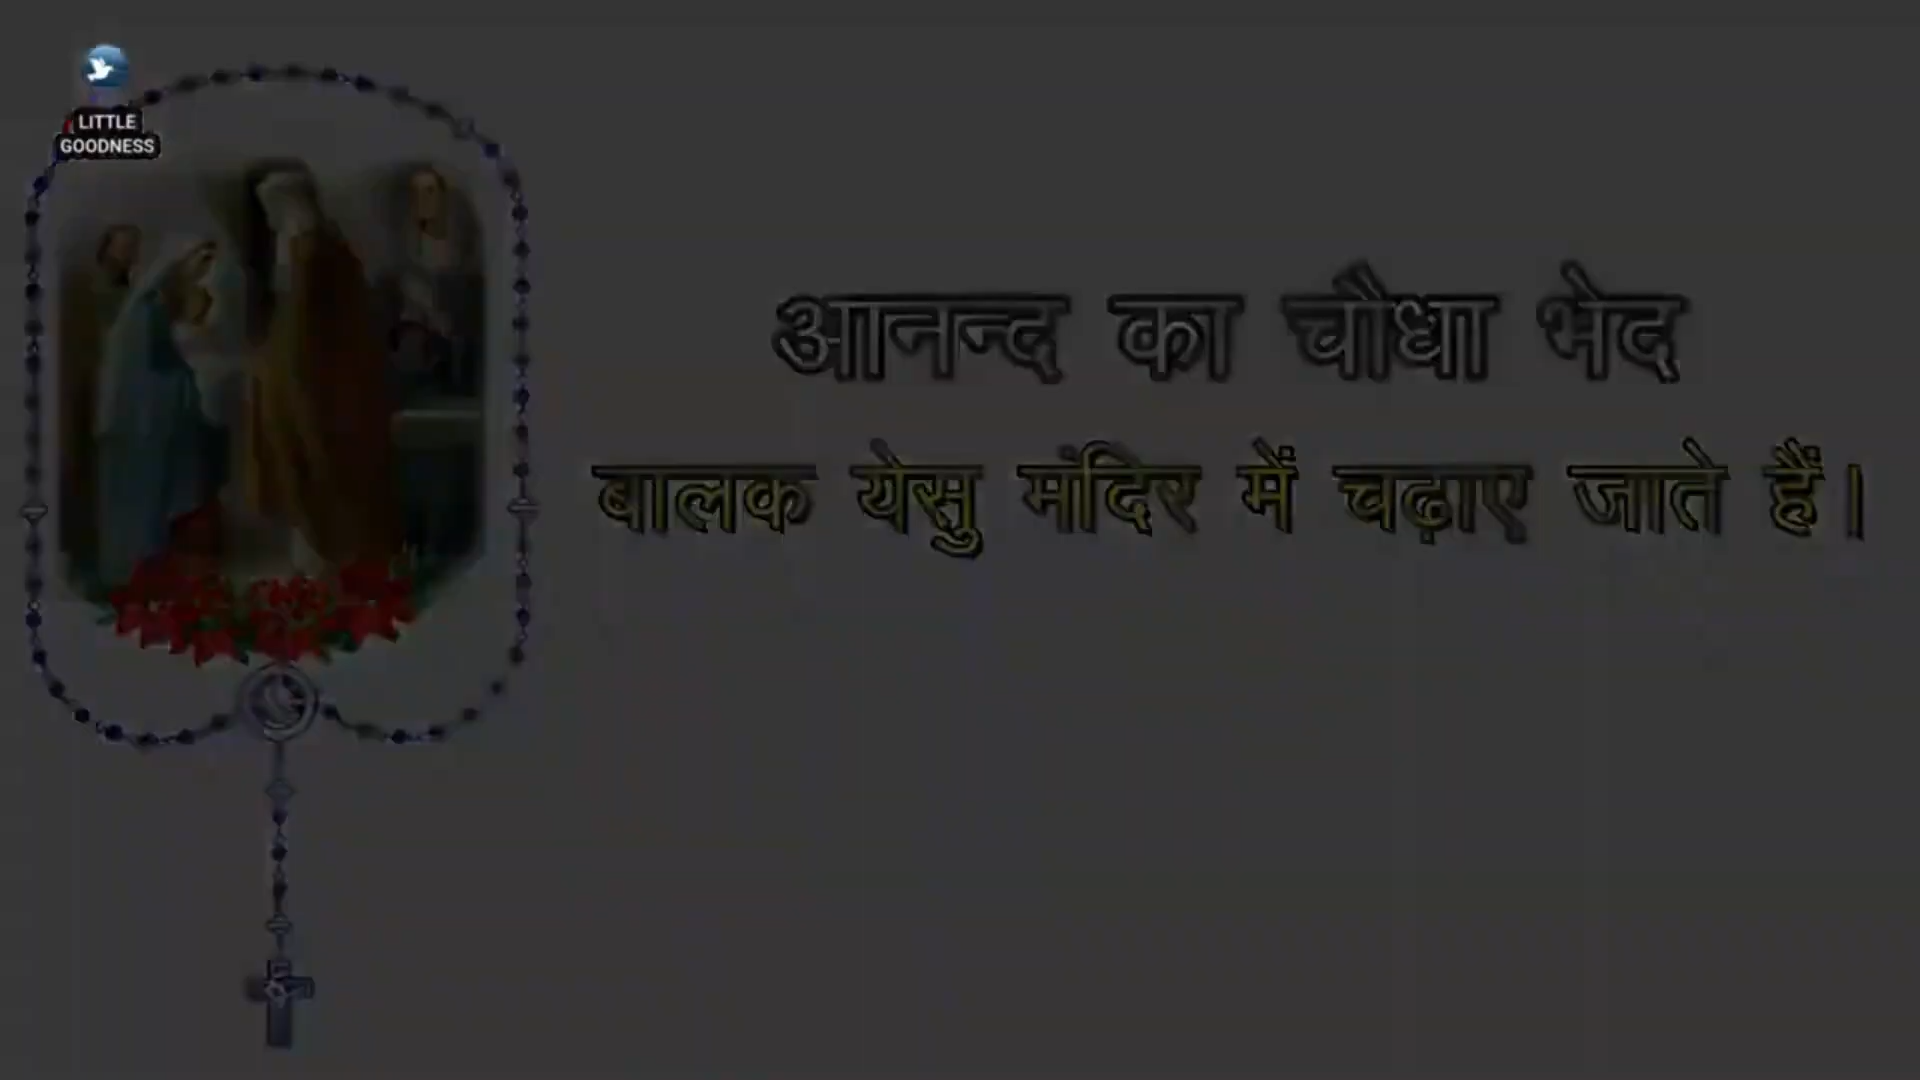 LITTLE
GOODNESS
आनन्द का चौथा भेद
बालक येसु मंदिर में चढ़ाए जाते हैं।